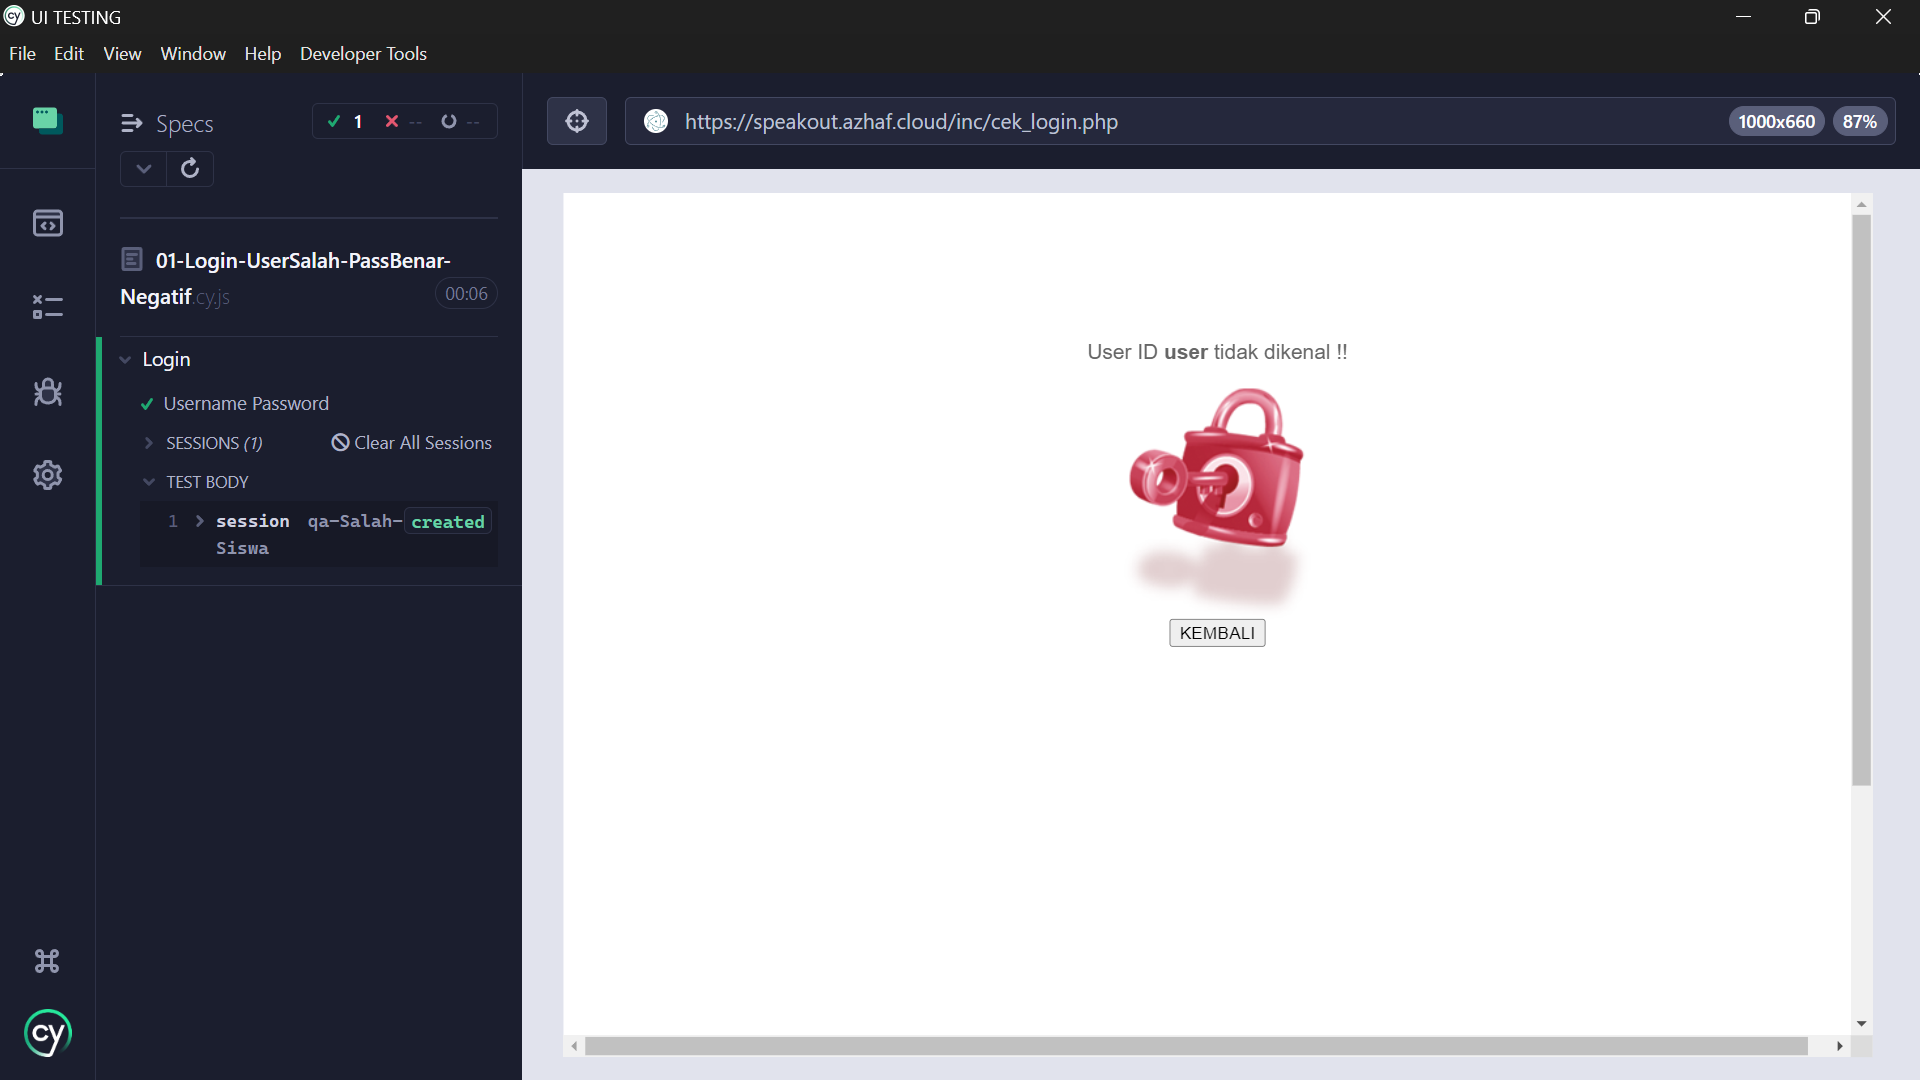 UI TESTING
File Edit View Window Help Developer Tools
Specs
1 -- --
https://speakout.azhaf.cloud/inc/cek_login.php
1000x660 87%
01-Login-UserSalah-PassBenar-
Negatif.cy.js
00:06
Login
Username Password
SESSIONS (1)
Clear All Sessions
TEST BODY
1 session qa-Salah- created
Siswa
User ID user tidak dikenal !!
KEMBALI
cy